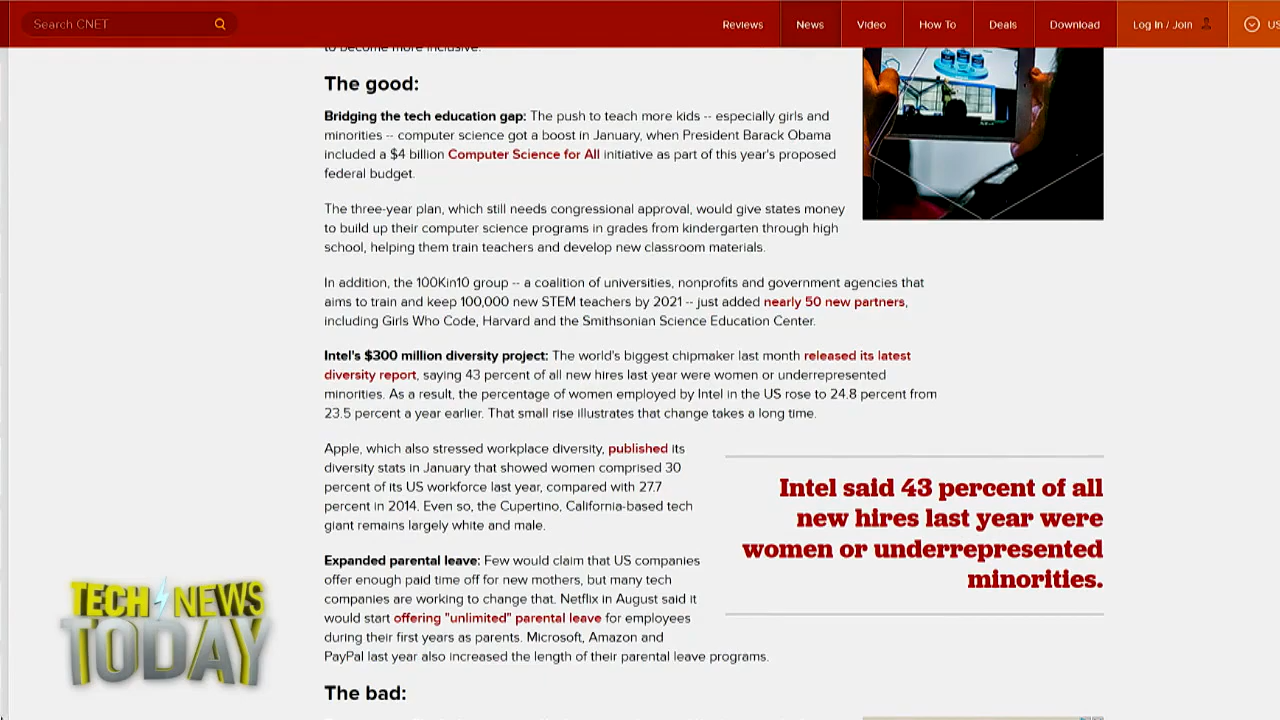 Search CNET
Reviews
News
Video
How To
Deals
Download
Log In / Join
US
to become more inclusive.
The good:
Bridging the tech education gap: The push to teach more kids -- especially girls and
minorities -- computer science got a boost in January, when President Barack Obama
included a $4 billion Computer Science for All initiative as part of this year's proposed
federal budget.
The three-year plan, which still needs congressional approval, would give states money
to build up their computer science programs in grades from kindergarten through high
school, helping them train teachers and develop new classroom materials.
In addition, the 100Kin10 group -- a coalition of universities, nonprofits and government agencies that
aims to train and keep 100,000 new STEM teachers by 2021 -- just added nearly 50 new partners,
including Girls Who Code, Harvard and the Smithsonian Science Education Center.
Intel's $300 million diversity project: The world's biggest chipmaker last month released its latest
diversity report, saying 43 percent of all new hires last year were women or underrepresented
minorities. As a result, the percentage of women employed by Intel in the US rose to 24.8 percent from
23.5 percent a year earlier. That small rise illustrates that change takes a long time.
Apple, which also stressed workplace diversity, published its
diversity stats in January that showed women comprised 30
percent of its US workforce last year, compared with 27.7
percent in 2014. Even so, the Cupertino, California-based tech
giant remains largely white and male.
Intel said 43 percent of all
new hires last year were
women or underrepresented
minorities.
Expanded parental leave: Few would claim that US companies
offer enough paid time off for new mothers, but many tech
companies are working to change that. Netflix in August said it
would start offering "unlimited" parental leave for employees
during their first years as parents. Microsoft, Amazon and
PayPal last year also increased the length of their parental leave programs.
The bad:
TECH NEWS
TODAY